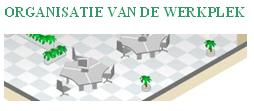 ORGANISATIE VAN DE WERKPLEK